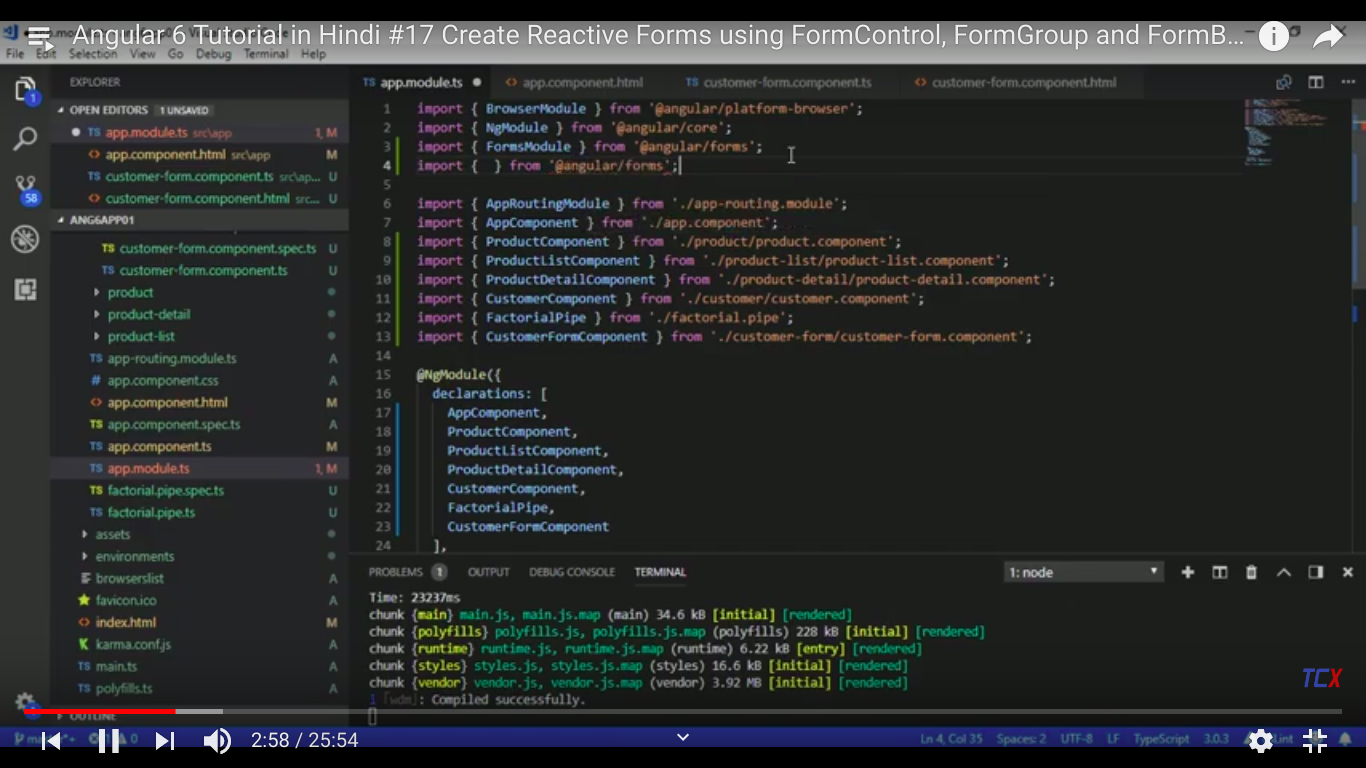 Angular 6 Tutorial in Hindi #17 Create Reactive Forms using FormControl, FormGroup and FormB...
File Edit Selection View Go Debug Terminal Help
EXPLORER
OPEN EDITORS 1 UNSAVED
TS app.module.ts src\app 1, M
<> app.component.html src\app M
TS customer-form.component.ts src\ap... U
<> customer-form.component.html src... U
ANG6APP01
TS customer-form.component.spec.ts U
TS customer-form.component.ts U
product
product-detail
product-list
TS app-routing.module.ts A
# app.component.css A
<> app.component.html M
TS app.component.spec.ts A
TS app.component.ts M
TS app.module.ts 1, M
TS factorial.pipe.spec.ts U
TS factorial.pipe.ts U
assets
environments
browserslist A
favicon.ico A
<> index.html M
karma.conf.js A
TS main.ts A
TS polyfills.ts A
OUTLINE
1
58
TS app.module.ts ● <> app.component.html TS customer-form.component.ts <> customer-form.component.html
1 import { BrowserModule } from '@angular/platform-browser';
2 import { NgModule } from '@angular/core';
3 import { FormsModule } from '@angular/forms';
4 import {  } from '@angular/forms';
5
6 import { AppRoutingModule } from './app-routing.module';
7 import { AppComponent } from './app.component';
8 import { ProductComponent } from './product/product.component';
9 import { ProductListComponent } from './product-list/product-list.component';
10 import { ProductDetailComponent } from './product-detail/product-detail.component';
11 import { CustomerComponent } from './customer/customer.component';
12 import { FactorialPipe } from './factorial.pipe';
13 import { CustomerFormComponent } from './customer-form/customer-form.component';
14
15 @NgModule({
16 declarations: [
17 AppComponent,
18 ProductComponent,
19 ProductListComponent,
20 ProductDetailComponent,
21 CustomerComponent,
22 FactorialPipe,
23 CustomerFormComponent
24 ],
PROBLEMS 1 OUTPUT DEBUG CONSOLE TERMINAL 1: node
Time: 23237ms
chunk {main} main.js, main.js.map (main) 34.6 kB [initial] [rendered]
chunk {polyfills} polyfills.js, polyfills.js.map (polyfills) 228 kB [initial] [rendered]
chunk {runtime} runtime.js, runtime.js.map (runtime) 6.22 kB [entry] [rendered]
chunk {styles} styles.js, styles.js.map (styles) 16.6 kB [initial] [rendered]
chunk {vendor} vendor.js, vendor.js.map (vendor) 3.92 MB [initial] [rendered]
i ｢wdm｣: Compiled successfully.
TCX
2:58 / 25:54
Ln 4, Col 35 Spaces: 2 UTF-8 LF TypeScript 3.0.3